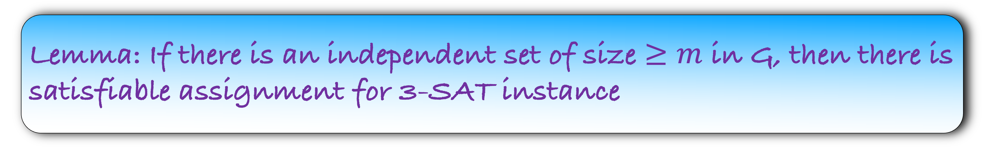 Lemma: If there is an independent set of size ≥ m in G, then there is
satisfiable assignment for 3-SAT instance